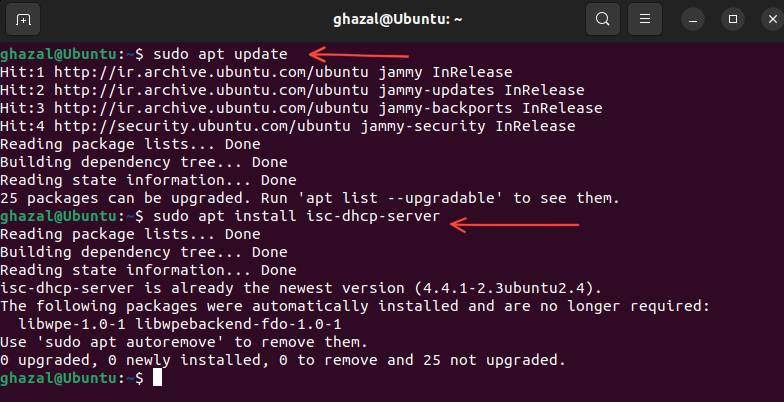 ghazal@Ubuntu: ~
ghazal@Ubuntu:~$ sudo apt update
Hit:1 http://ir.archive.ubuntu.com/ubuntu jammy InRelease
Hit:2 http://ir.archive.ubuntu.com/ubuntu jammy-updates InRelease
Hit:3 http://ir.archive.ubuntu.com/ubuntu jammy-backports InRelease
Hit:4 http://security.ubuntu.com/ubuntu jammy-security InRelease
Reading package lists... Done
Building dependency tree... Done
Reading state information... Done
25 packages can be upgraded. Run 'apt list --upgradable' to see them.
ghazal@Ubuntu:~$ sudo apt install isc-dhcp-server
Reading package lists... Done
Building dependency tree... Done
Reading state information... Done
isc-dhcp-server is already the newest version (4.4.1-2.3ubuntu2.4).
The following packages were automatically installed and are no longer required:
  libwpe-1.0-1 libwpebackend-fdo-1.0-1
Use 'sudo apt autoremove' to remove them.
0 upgraded, 0 newly installed, 0 to remove and 25 not upgraded.
ghazal@Ubuntu:~$